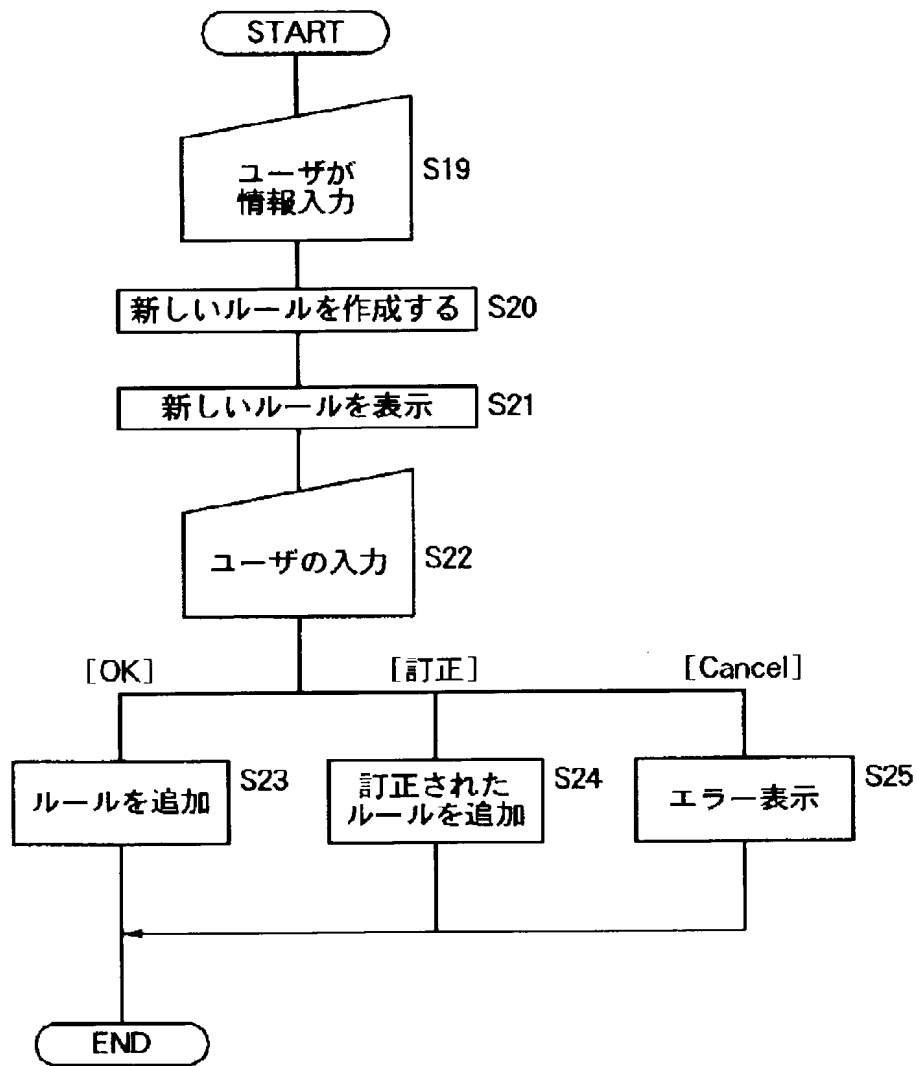 START
ユーザが
情報入力
S19
新しいルールを作成する
S20
新しいルールを表示
S21
ユーザの入力
S22
[OK]
[訂正]
[Cancel]
ルールを追加
S23
訂正された
ルールを追加
S24
エラー表示
S25
END